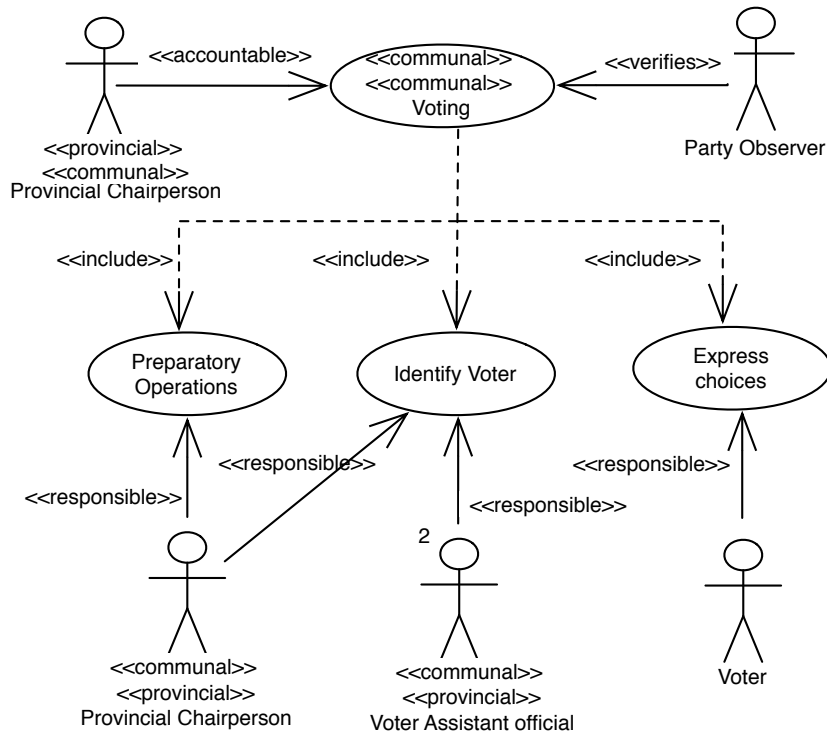 <<accountable>>
<<communal>>
<<communal>>
Voting
<<verifies>>
<<provincial>>
<<communal>>
Provincial Chairperson
Party Observer
<<include>>
<<include>>
<<include>>
Preparatory
Operations
Identify Voter
Express
choices
<<responsible>>
<<responsible>>
<<responsible>>
<<responsible>>
2
<<communal>>
<<provincial>>
Provincial Chairperson
<<communal>>
<<provincial>>
Voter Assistant official
Voter